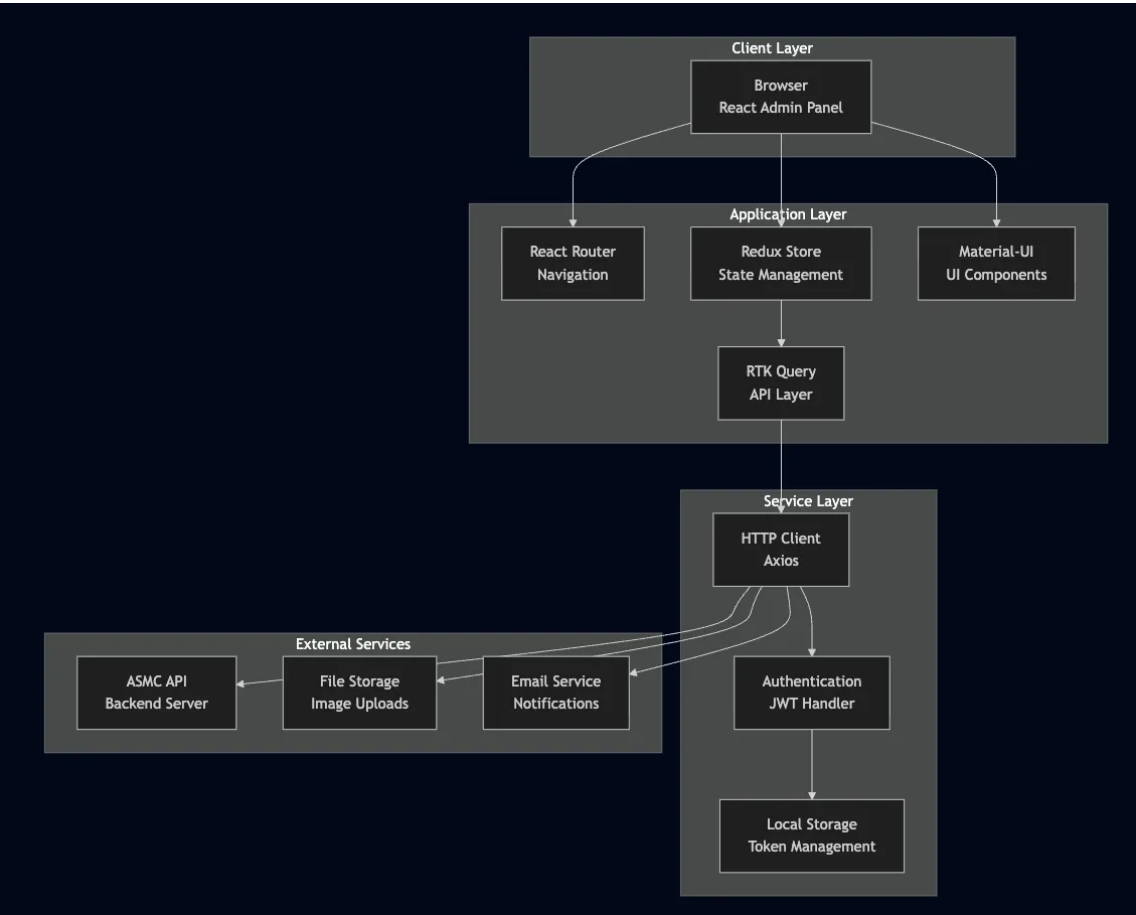 Client Layer
Browser
React Admin Panel
Application Layer
React Router
Navigation
Redux Store
State Management
Material-UI
UI Components
RTK Query
API Layer
Service Layer
HTTP Client
Axios
External Services
ASMC API
Backend Server
File Storage
Image Uploads
Email Service
Notifications
Authentication
JWT Handler
Local Storage
Token Management